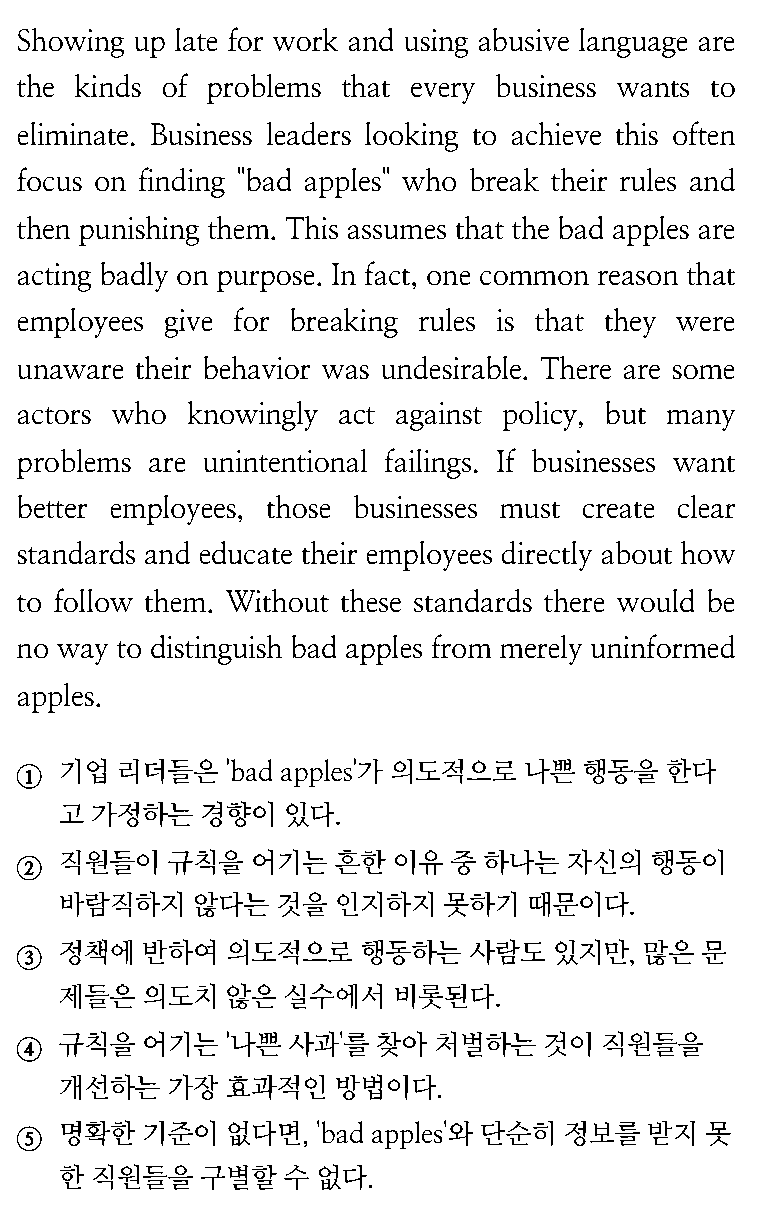 Showing up late for work and using abusive language are
the kinds of problems that every business wants to
eliminate. Business leaders looking to achieve this often
focus on finding "bad apples" who break their rules and
then punishing them. This assumes that the bad apples are
acting badly on purpose. In fact, one common reason that
employees give for breaking rules is that they were
unaware their behavior was undesirable. There are some
actors who knowingly act against policy, but many
problems are unintentional failings. If businesses want
better employees, those businesses must create clear
standards and educate their employees directly about how
to follow them. Without these standards there would be
no way to distinguish bad apples from merely uninformed
apples.
① 기업 리더들은 'bad apples'가 의도적으로 나쁜 행동을 한다
고 가정하는 경향이 있다.
② 직원들이 규칙을 어기는 흔한 이유 중 하나는 자신의 행동이
바람직하지 않다는 것을 인지하지 못하기 때문이다.
③ 정책에 반하여 의도적으로 행동하는 사람도 있지만, 많은 문
제들은 의도치 않은 실수에서 비롯된다.
④ 규칙을 어기는 '나쁜 사과'를 찾아 처벌하는 것이 직원들을
개선하는 가장 효과적인 방법이다.
⑤ 명확한 기준이 없다면, 'bad apples'와 단순히 정보를 받지 못
한 직원들을 구별할 수 없다.